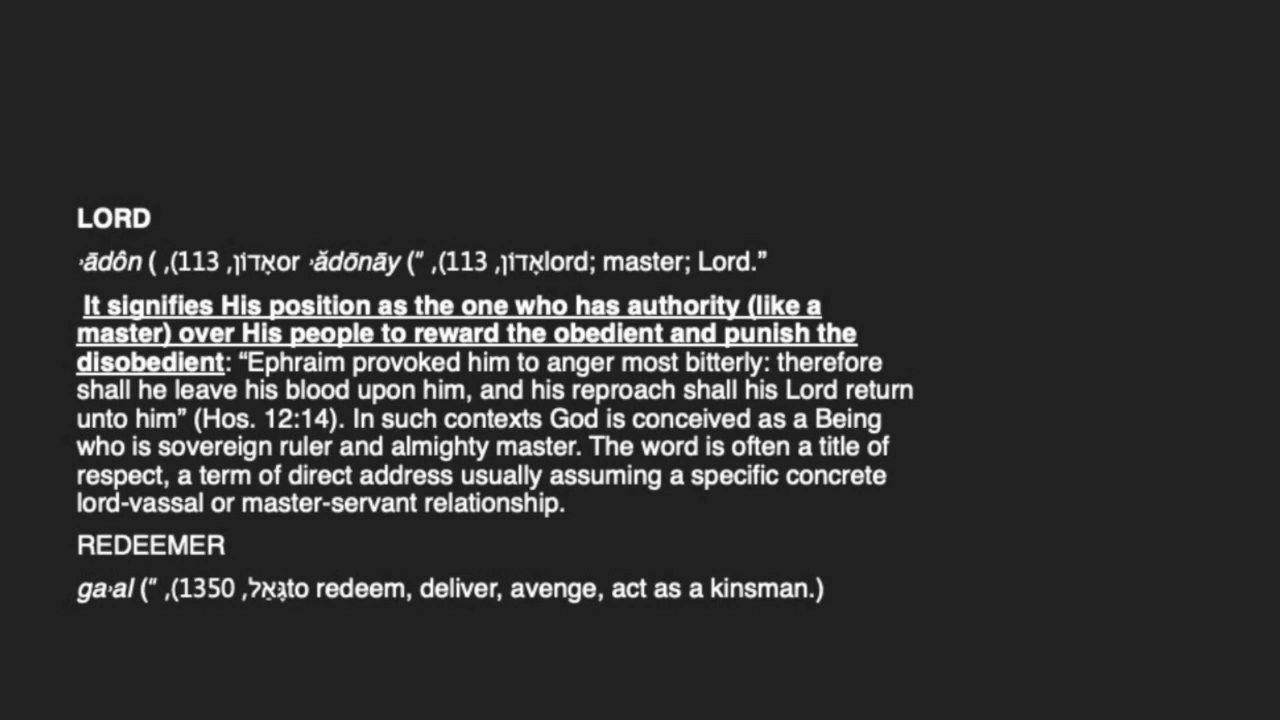 LORD
ʾādôn ( ,(113 ,אָדוֹןor ʾădōnāy (“ ,(113 ,אָדוֹןlord; master; Lord.”
It signifies His position as the one who has authority (like a
master) over His people to reward the obedient and punish the
disobedient: “Ephraim provoked him to anger most bitterly: therefore
shall he leave his blood upon him, and his reproach shall his Lord return
unto him” (Hos. 12:14). In such contexts God is conceived as a Being
who is sovereign ruler and almighty master. The word is often a title of
respect, a term of direct address usually assuming a specific concrete
lord-vassal or master-servant relationship.
REDEEMER
gaʾal (“ ,(1350 ,גָּאַלto redeem, deliver, avenge, act as a kinsman.)